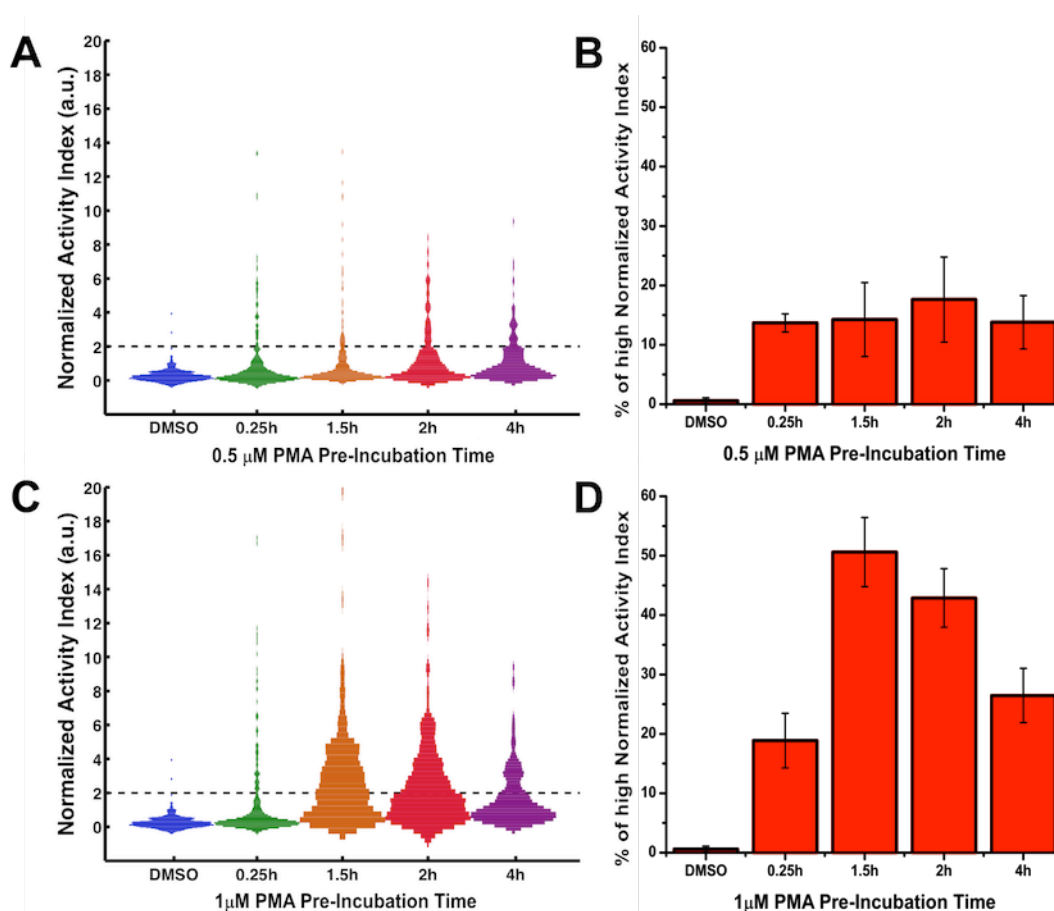 A
Normalized Activity Index (a.u.)
20
18
16
14
12
10
8
6
4
2
0
-2
DMSO 0.25h 1.5h 2h 4h
0.5 μM PMA Pre-Incubation Time
B
% of high Normalized Activity Index
60
50
40
30
20
10
0
DMSO 0.25h 1.5h 2h 4h
0.5 μM PMA Pre-Incubation Time
C
Normalized Activity Index (a.u.)
20
18
16
14
12
20
8
6
4
2
0
-2
DMSO 0.25h 1.5h 2h 4h
1μM PMA Pre-Incubation Time
D
% of high Normalized Activity Index
60
50
40
30
20
10
0
DMSO 0.25h 1.5h 2h 4h
1μM PMA Pre-Incubation Time